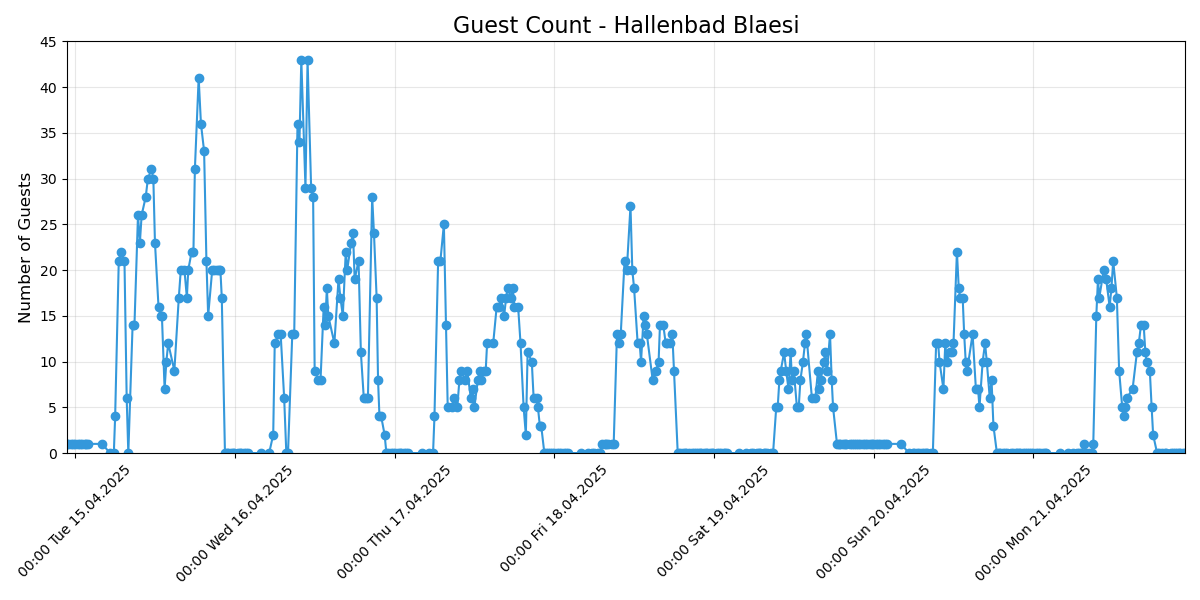 Guest Count - Hallenbad Blaesi
Number of Guests
45
40
35
30
25
20
15
10
5
0
00:00 Tue 15.04.2025
00:00 Wed 16.04.2025
00:00 Thu 17.04.2025
00:00 Fri 18.04.2025
00:00 Sat 19.04.2025
00:00 Sun 20.04.2025
00:00 Mon 21.04.2025